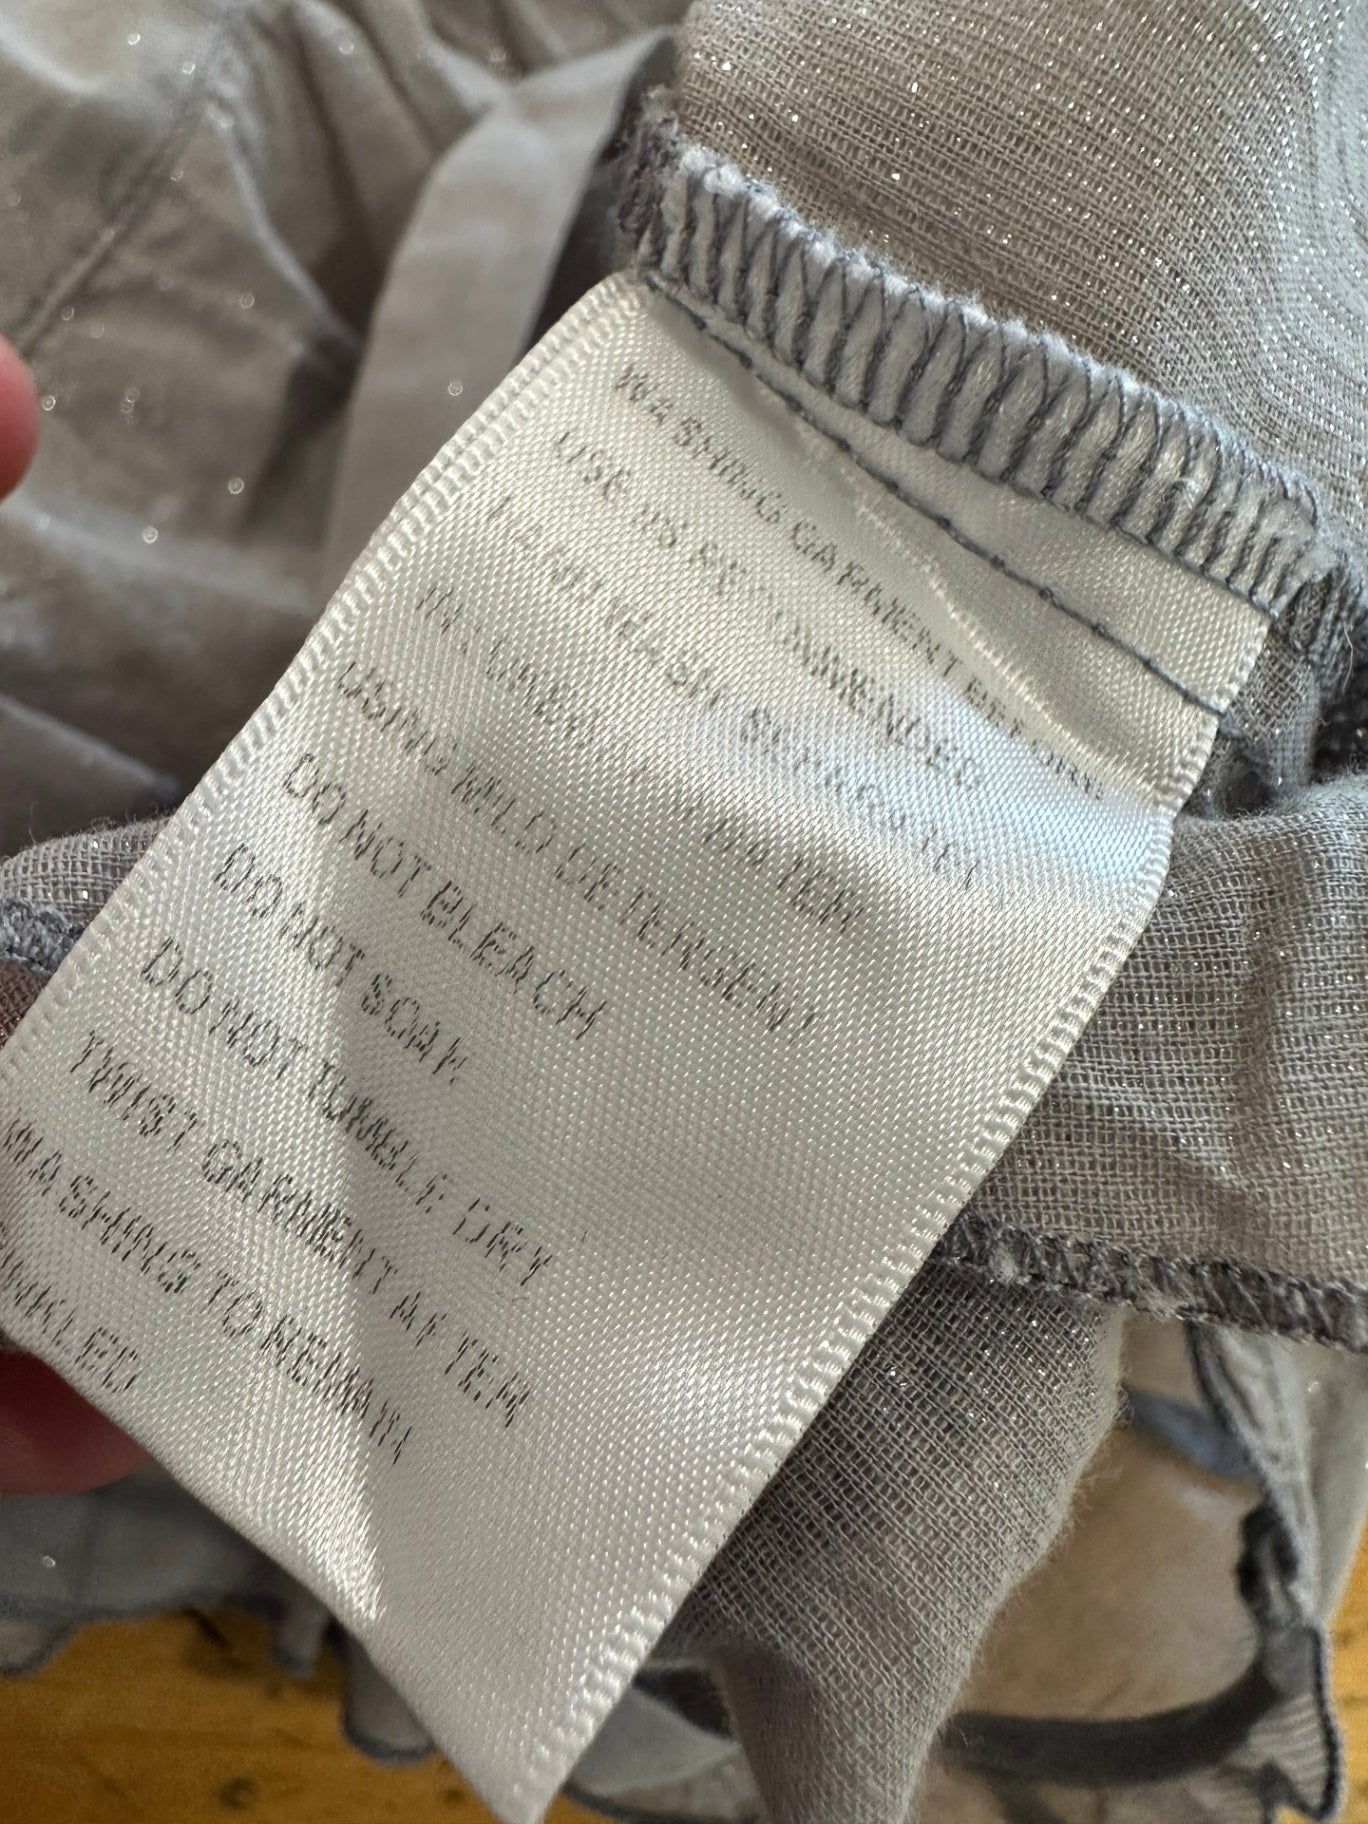 WASHING GARMENT BEFORE
USE IS RECOMMENDED
HAND WASH SEPARATELY
IN LUKEWARM WATER
USING MILD DETERGENT
DO NOT BLEACH
DO NOT SOAK
DO NOT TUMBLE DRY
TWIST GARMENT AFTER
WASHING TO REMAIN